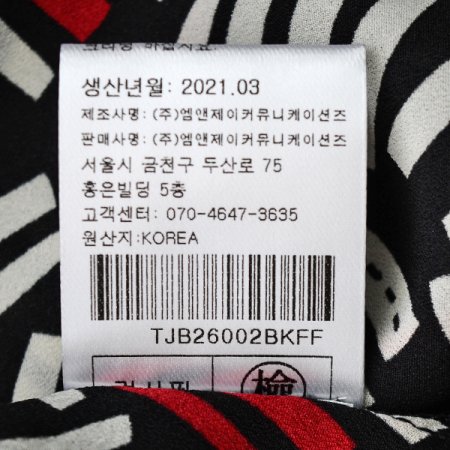 생산년월: 2021.03
제조사명: (주)엠앤제이커뮤니케이션즈
판매사명: (주)엠앤제이커뮤니케이션즈
서울시 금천구 두산로 75
홍은빌딩 5층
고객센터: 070-4647-3635
원산지:KOREA
TJB26002BKFF
檢